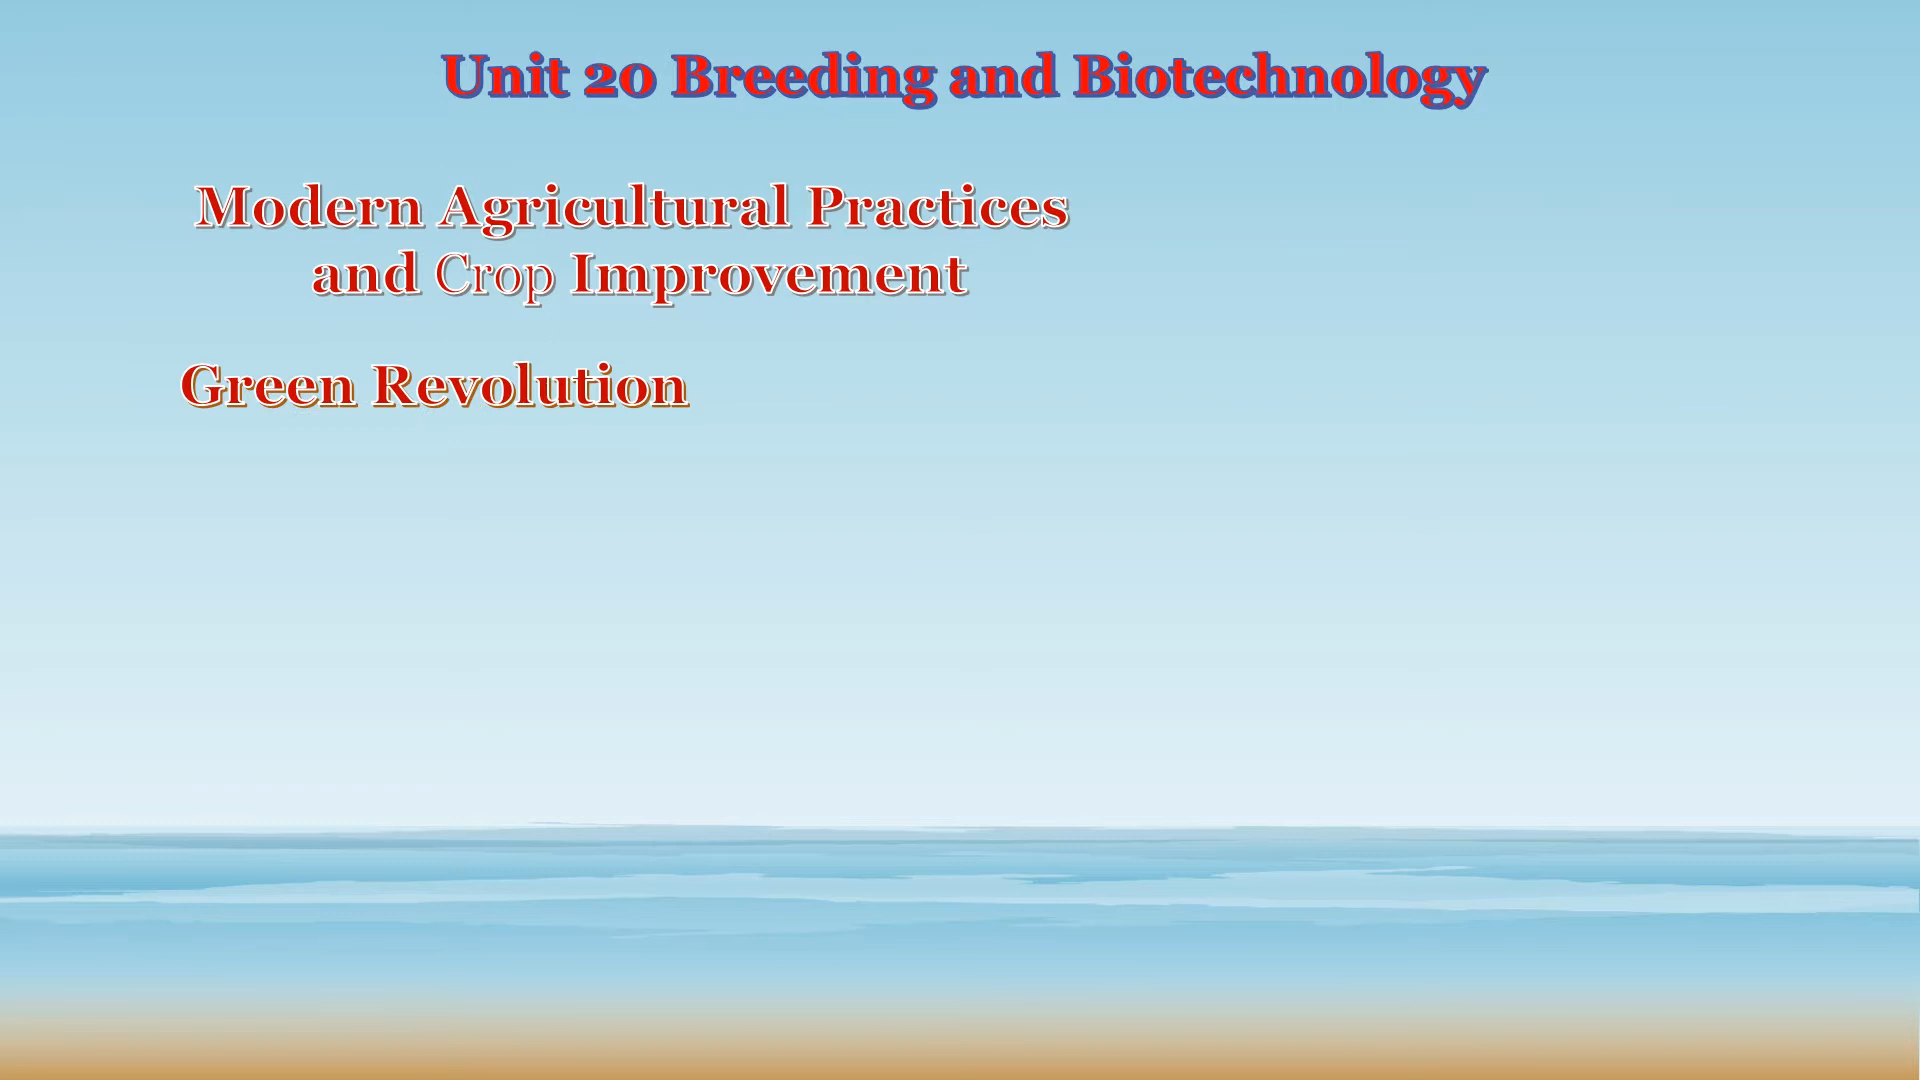 Unit 20 Breeding and Biotechnology
Modern Agricultural Practices
and Crop Improvement
Green Revolution